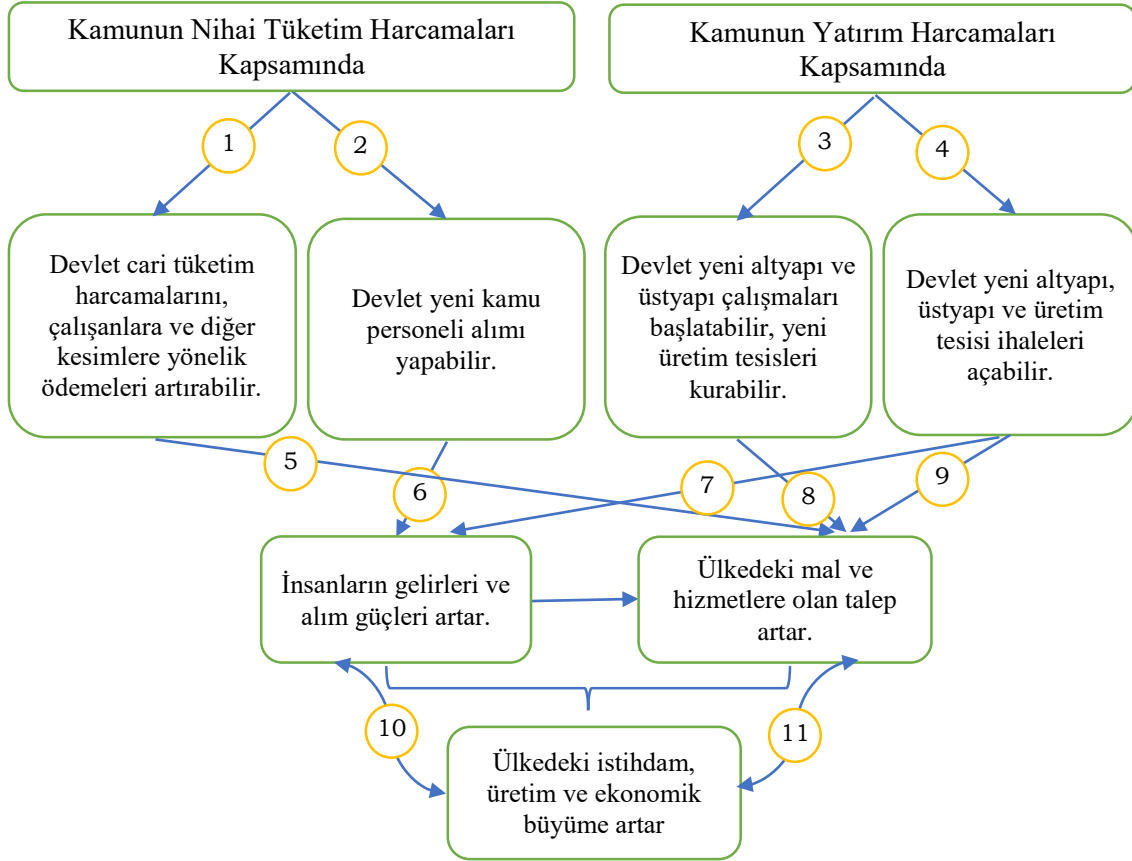 Kamunun Nihai Tüketim Harcamaları
Kapsamında
Kamunun Yatırım Harcamaları
Kapsamında
1
2
3
4
Devlet cari tüketim
harcamalarını,
çalışanlara ve diğer
kesimlere yönelik
ödemeleri artırabilir.
Devlet yeni kamu
personeli alımı
yapabilir.
Devlet yeni altyapı ve
üstyapı çalışmaları
başlatabilir, yeni
üretim tesisleri
kurabilir.
Devlet yeni altyapı,
üstyapı ve üretim
tesisi ihaleleri
açabilir.
5
6
7
8
9
İnsanların gelirleri ve
alım güçleri artar.
Ülkedeki mal ve
hizmetlere olan talep
artar.
10
11
Ülkedeki istihdam,
üretim ve ekonomik
büyüme artar